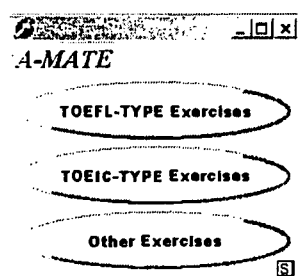 A-MATE
TOEFL-TYPE Exercises
TOEIC-TYPE Exercises
Other Exercises
S